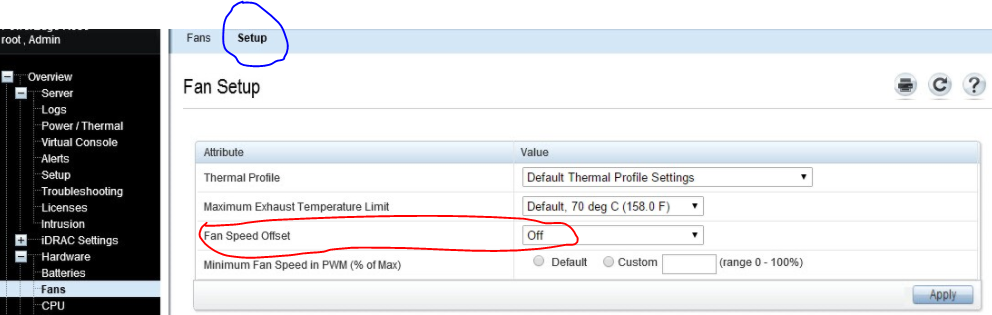 root , Admin
Fans Setup
Overview
Server
Logs
Power / Thermal
Virtual Console
Alerts
Setup
Troubleshooting
Licenses
Intrusion
iDRAC Settings
Hardware
Batteries
Fans
CPU
Fan Setup
Attribute Value
Thermal Profile Default Thermal Profile Settings
Maximum Exhaust Temperature Limit Default, 70 deg C (158.0 F)
Fan Speed Offset Off
Minimum Fan Speed in PWM (% of Max) Default Custom (range 0 - 100%)
Apply